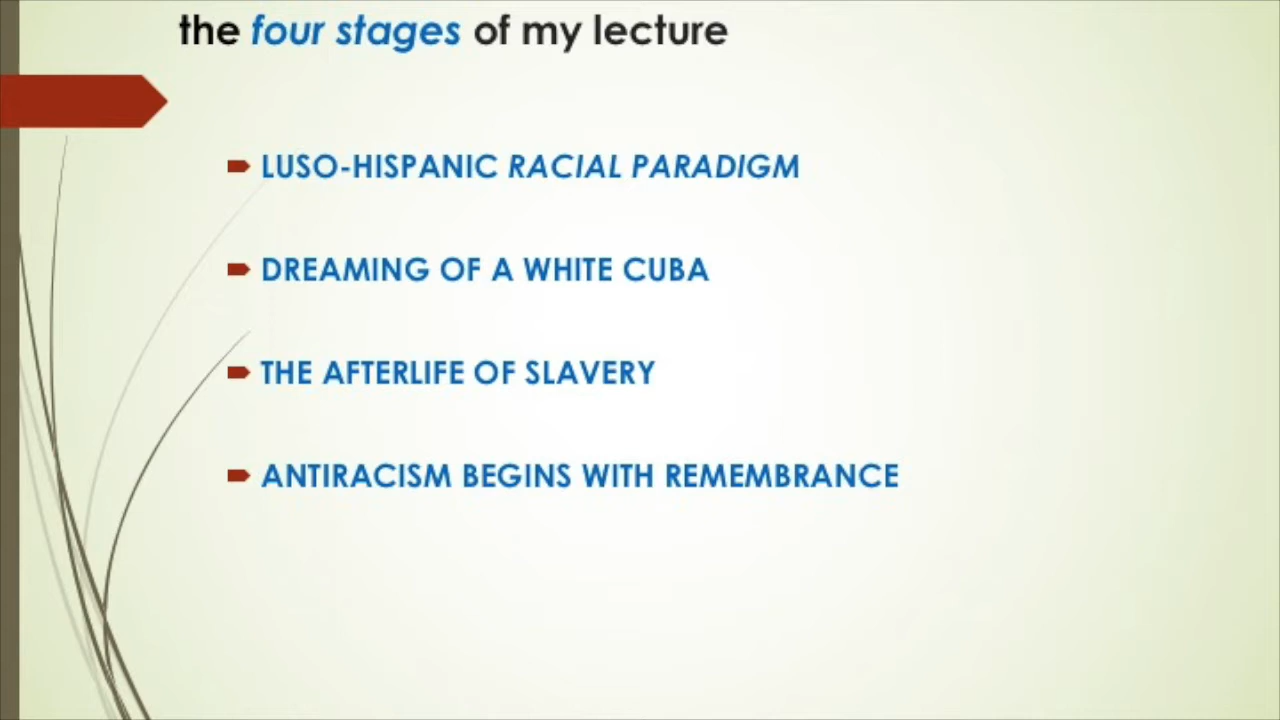 the four stages of my lecture
LUSO-HISPANIC RACIAL PARADIGM
DREAMING OF A WHITE CUBA
THE AFTERLIFE OF SLAVERY
ANTIRACISM BEGINS WITH REMEMBRANCE